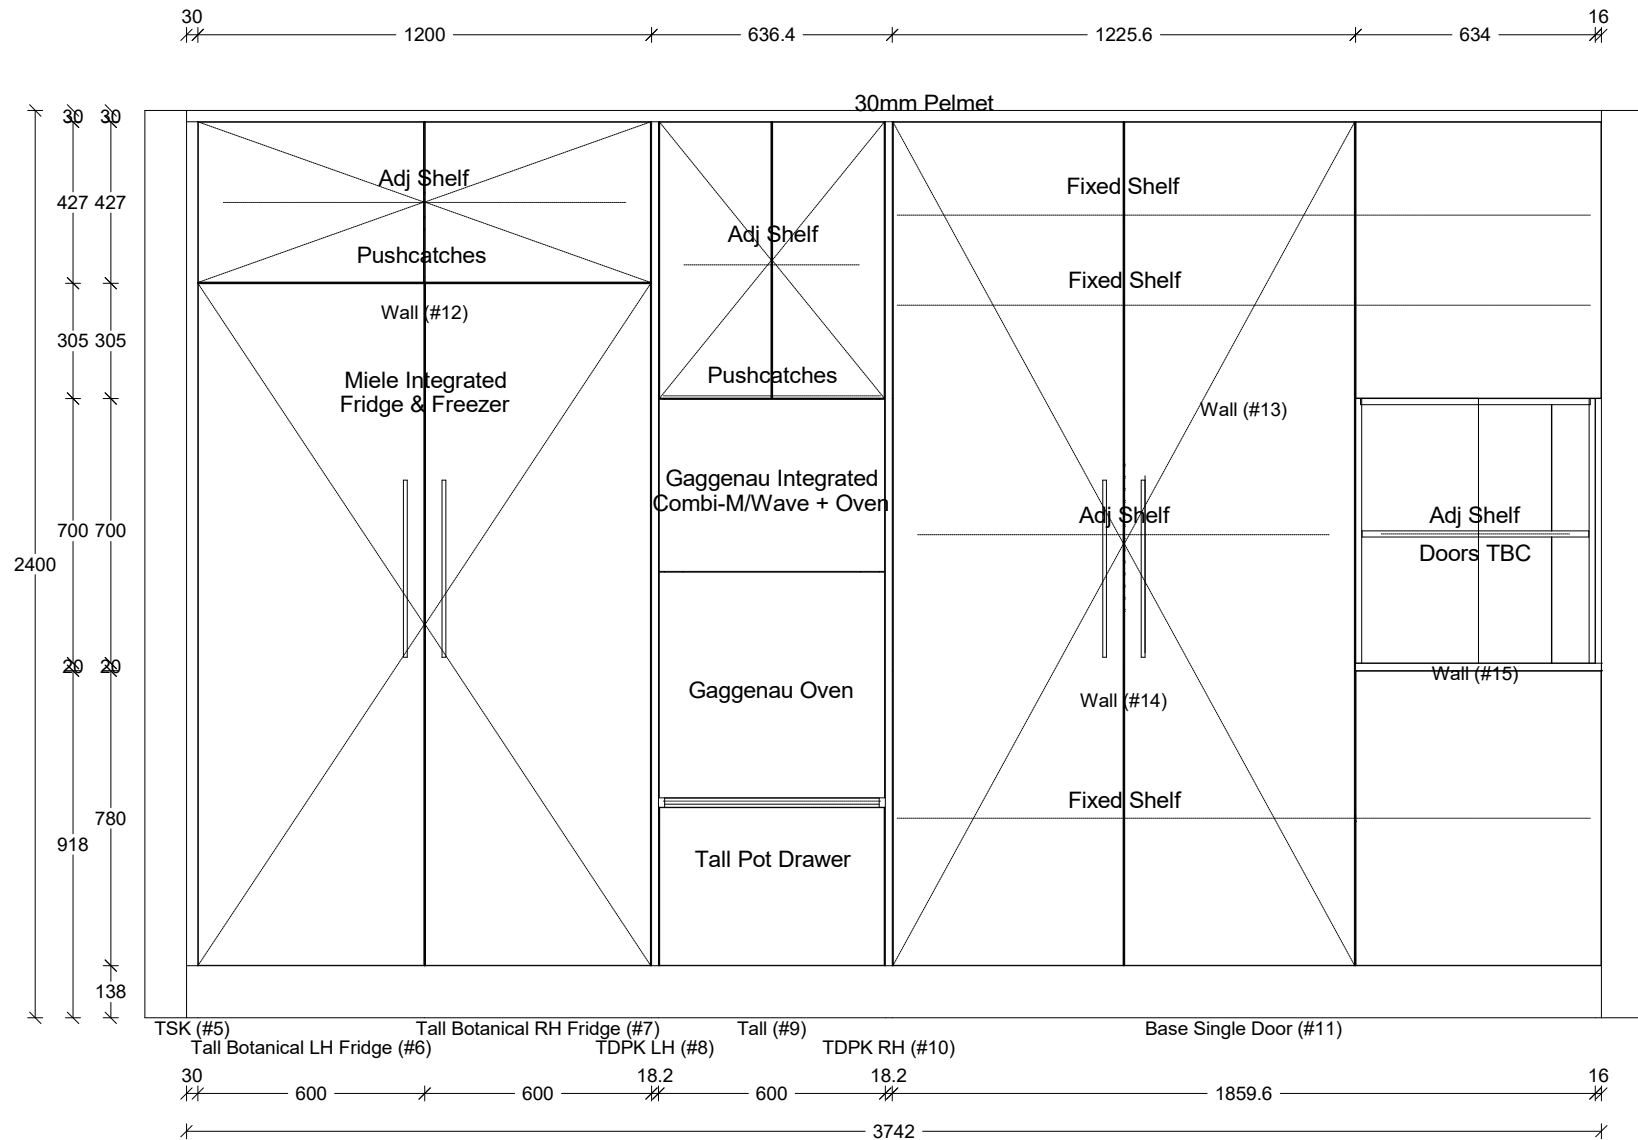 30
16
1200
636.4
1225.6
634
30mm Pelmet
30
30
Adj Shelf
Fixed Shelf
427
427
Adj Shelf
Pushcatches
Fixed Shelf
Wall (#12)
305
305
Miele Integrated
Fridge & Freezer
Pushcatches
Wall (#13)
Gaggenau Integrated
Combi-M/Wave + Oven
Adj Shelf
Adj Shelf
700
700
Doors TBC
2400
20
20
Wall (#15)
Gaggenau Oven
Wall (#14)
Fixed Shelf
780
918
Tall Pot Drawer
138
TSK (#5)
Tall Botanical RH Fridge (#7)
Tall (#9)
Base Single Door (#11)
Tall Botanical LH Fridge (#6)
TDPK LH (#8)
TDPK RH (#10)
30
18.2
18.2
16
600
600
600
1859.6
3742